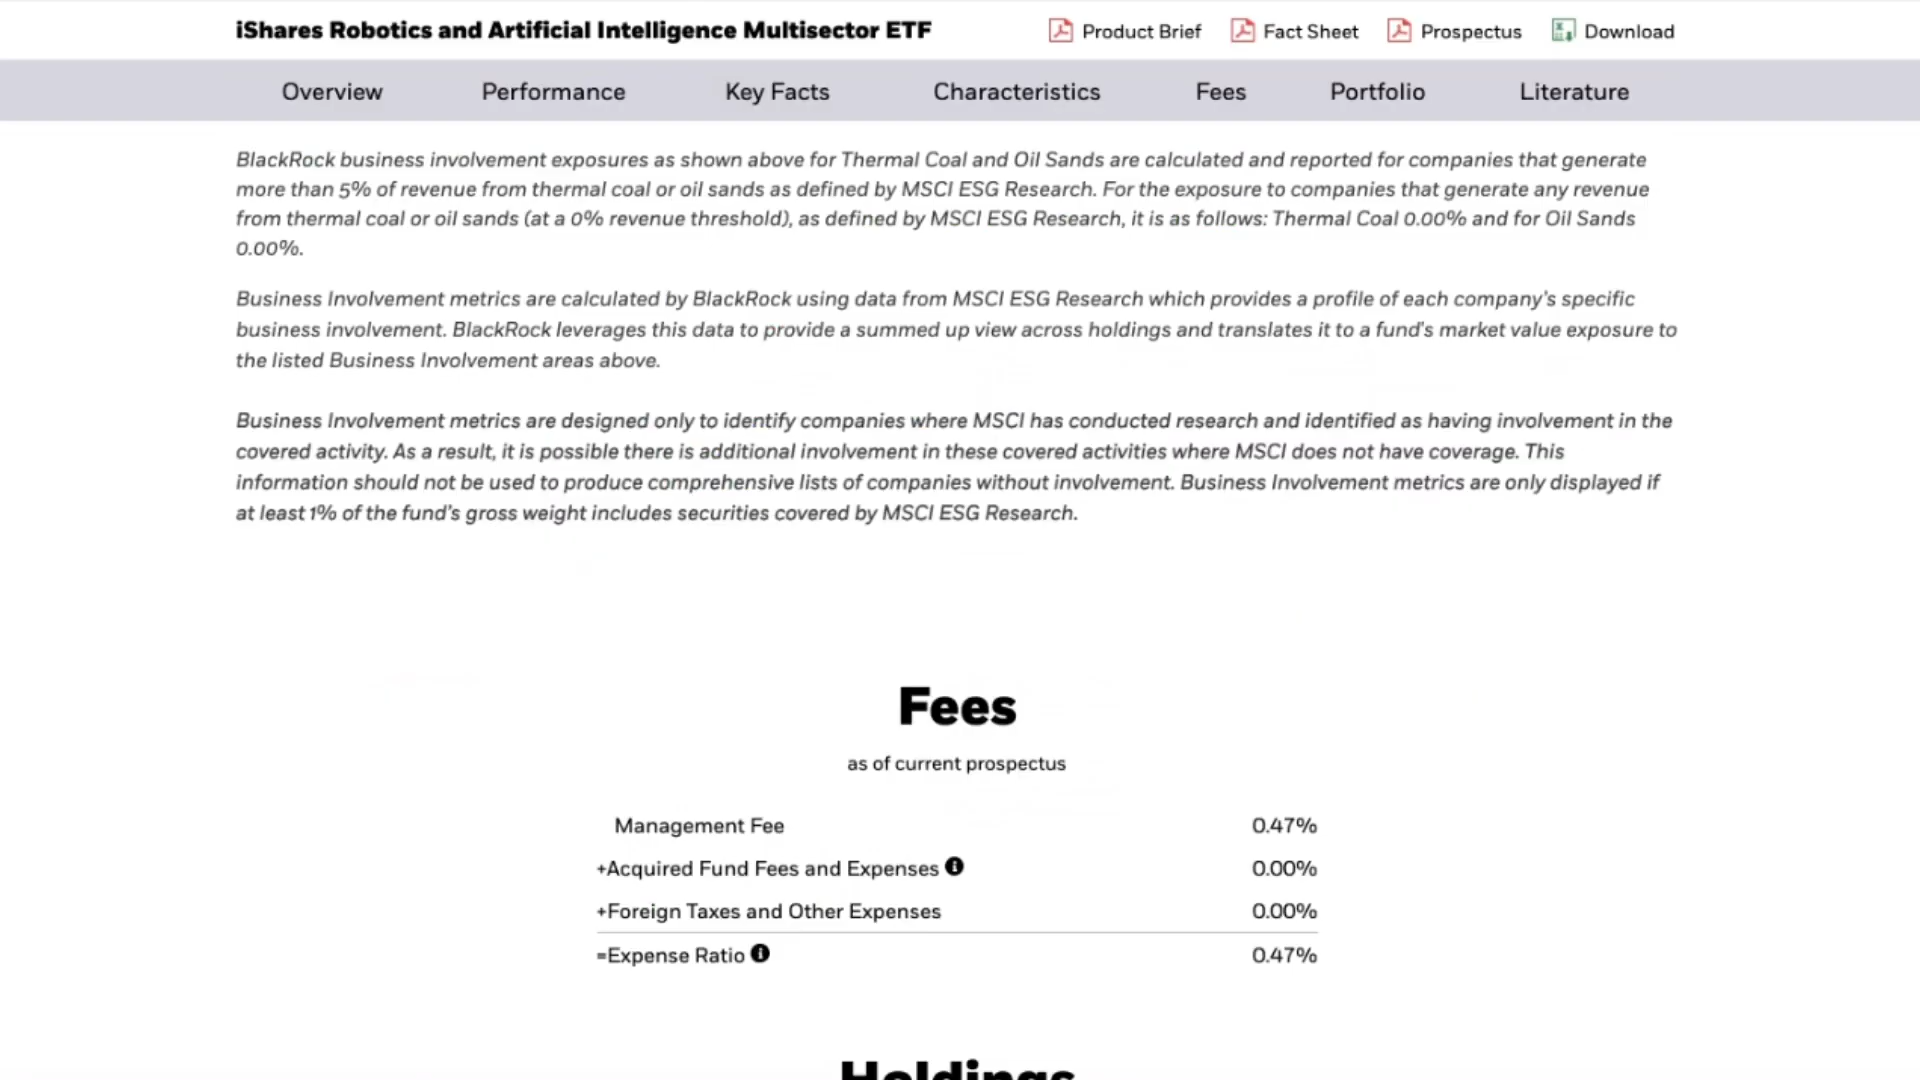 iShares Robotics and Artificial Intelligence Multisector ETF
Product Brief Fact Sheet Prospectus Download
Overview Performance Key Facts Characteristics Fees Portfolio Literature
BlackRock business involvement exposures as shown above for Thermal Coal and Oil Sands are calculated and reported for companies that generate
more than 5% of revenue from thermal coal or oil sands as defined by MSCI ESG Research. For the exposure to companies that generate any revenue
from thermal coal or oil sands (at a 0% revenue threshold), as defined by MSCI ESG Research, it is as follows: Thermal Coal 0.00% and for Oil Sands
0.00%.
Business Involvement metrics are calculated by BlackRock using data from MSCI ESG Research which provides a profile of each company's specific
business involvement. BlackRock leverages this data to provide a summed up view across holdings and translates it to a fund's market value exposure to
the listed Business Involvement areas above.
Business Involvement metrics are designed only to identify companies where MSCI has conducted research and identified as having involvement in the
covered activity. As a result, it is possible there is additional involvement in these covered activities where MSCI does not have coverage. This
information should not be used to produce comprehensive lists of companies without involvement. Business Involvement metrics are only displayed if
at least 1% of the fund's gross weight includes securities covered by MSCI ESG Research.
Fees
as of current prospectus
Management Fee 0.47%
+Acquired Fund Fees and Expenses 0.00%
+Foreign Taxes and Other Expenses 0.00%
=Expense Ratio 0.47%
Holdings